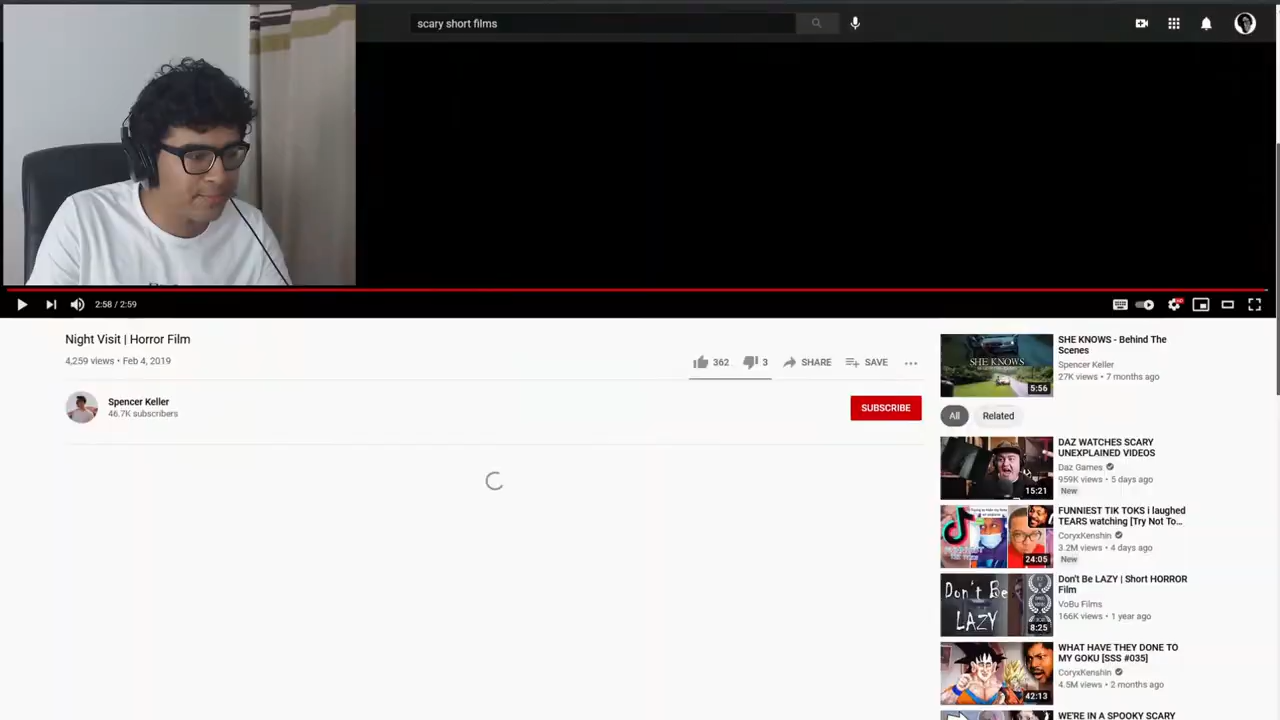 scary short films
2:58 / 2:59
Night Visit | Horror Film
4,259 views • Feb 4, 2019
362
3
SHARE
SAVE
Spencer Keller
46.7K subscribers
SUBSCRIBE
SHE KNOWS
5:56
SHE KNOWS - Behind The
Scenes
Spencer Keller
27K views • 7 months ago
All
Related
15:21
DAZ WATCHES SCARY
UNEXPLAINED VIDEOS
Daz Games
959K views • 5 days ago
New
24:05
FUNNIEST TIK TOKS i laughed
TEARS watching [Try Not To...
CoryxKenshin
3.2M views • 4 days ago
New
Don't Be
LAZY
8:25
Don't Be LAZY | Short HORROR
Film
VoBu Films
166K views • 1 year ago
42:13
WHAT HAVE THEY DONE TO
MY GOKU [SSS #035]
CoryxKenshin
4.5M views • 2 months ago
WE'RE IN A SPOOKY SCARY